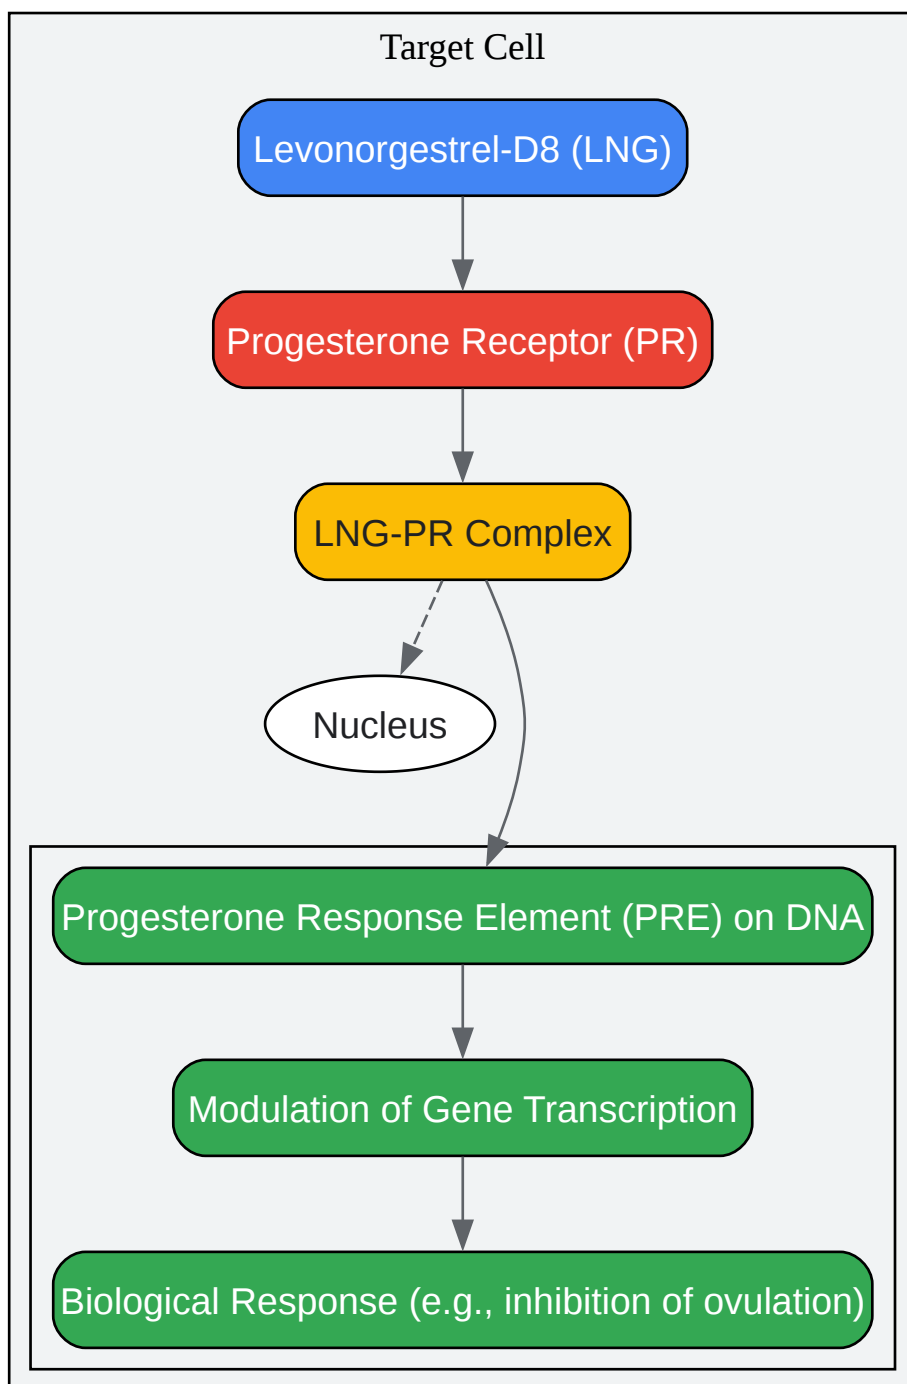 Target Cell
Levonorgestrel-D8 (LNG)
Progesterone Receptor (PR)
LNG-PR Complex
Nucleus
Progesterone Response Element (PRE) on DNA
Modulation of Gene Transcription
Biological Response (e.g., inhibition of ovulation)